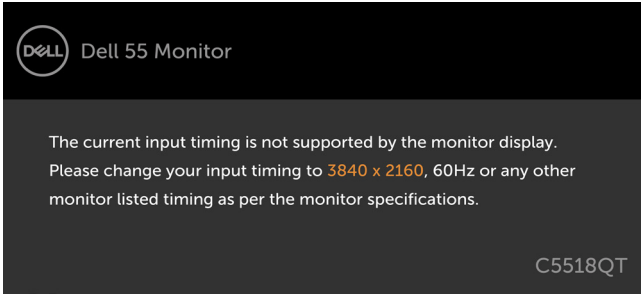 DELL
Dell 55 Monitor
The current input timing is not supported by the monitor display.
Please change your input timing to 3840 x 2160, 60Hz or any other
monitor listed timing as per the monitor specifications.
C5518QT